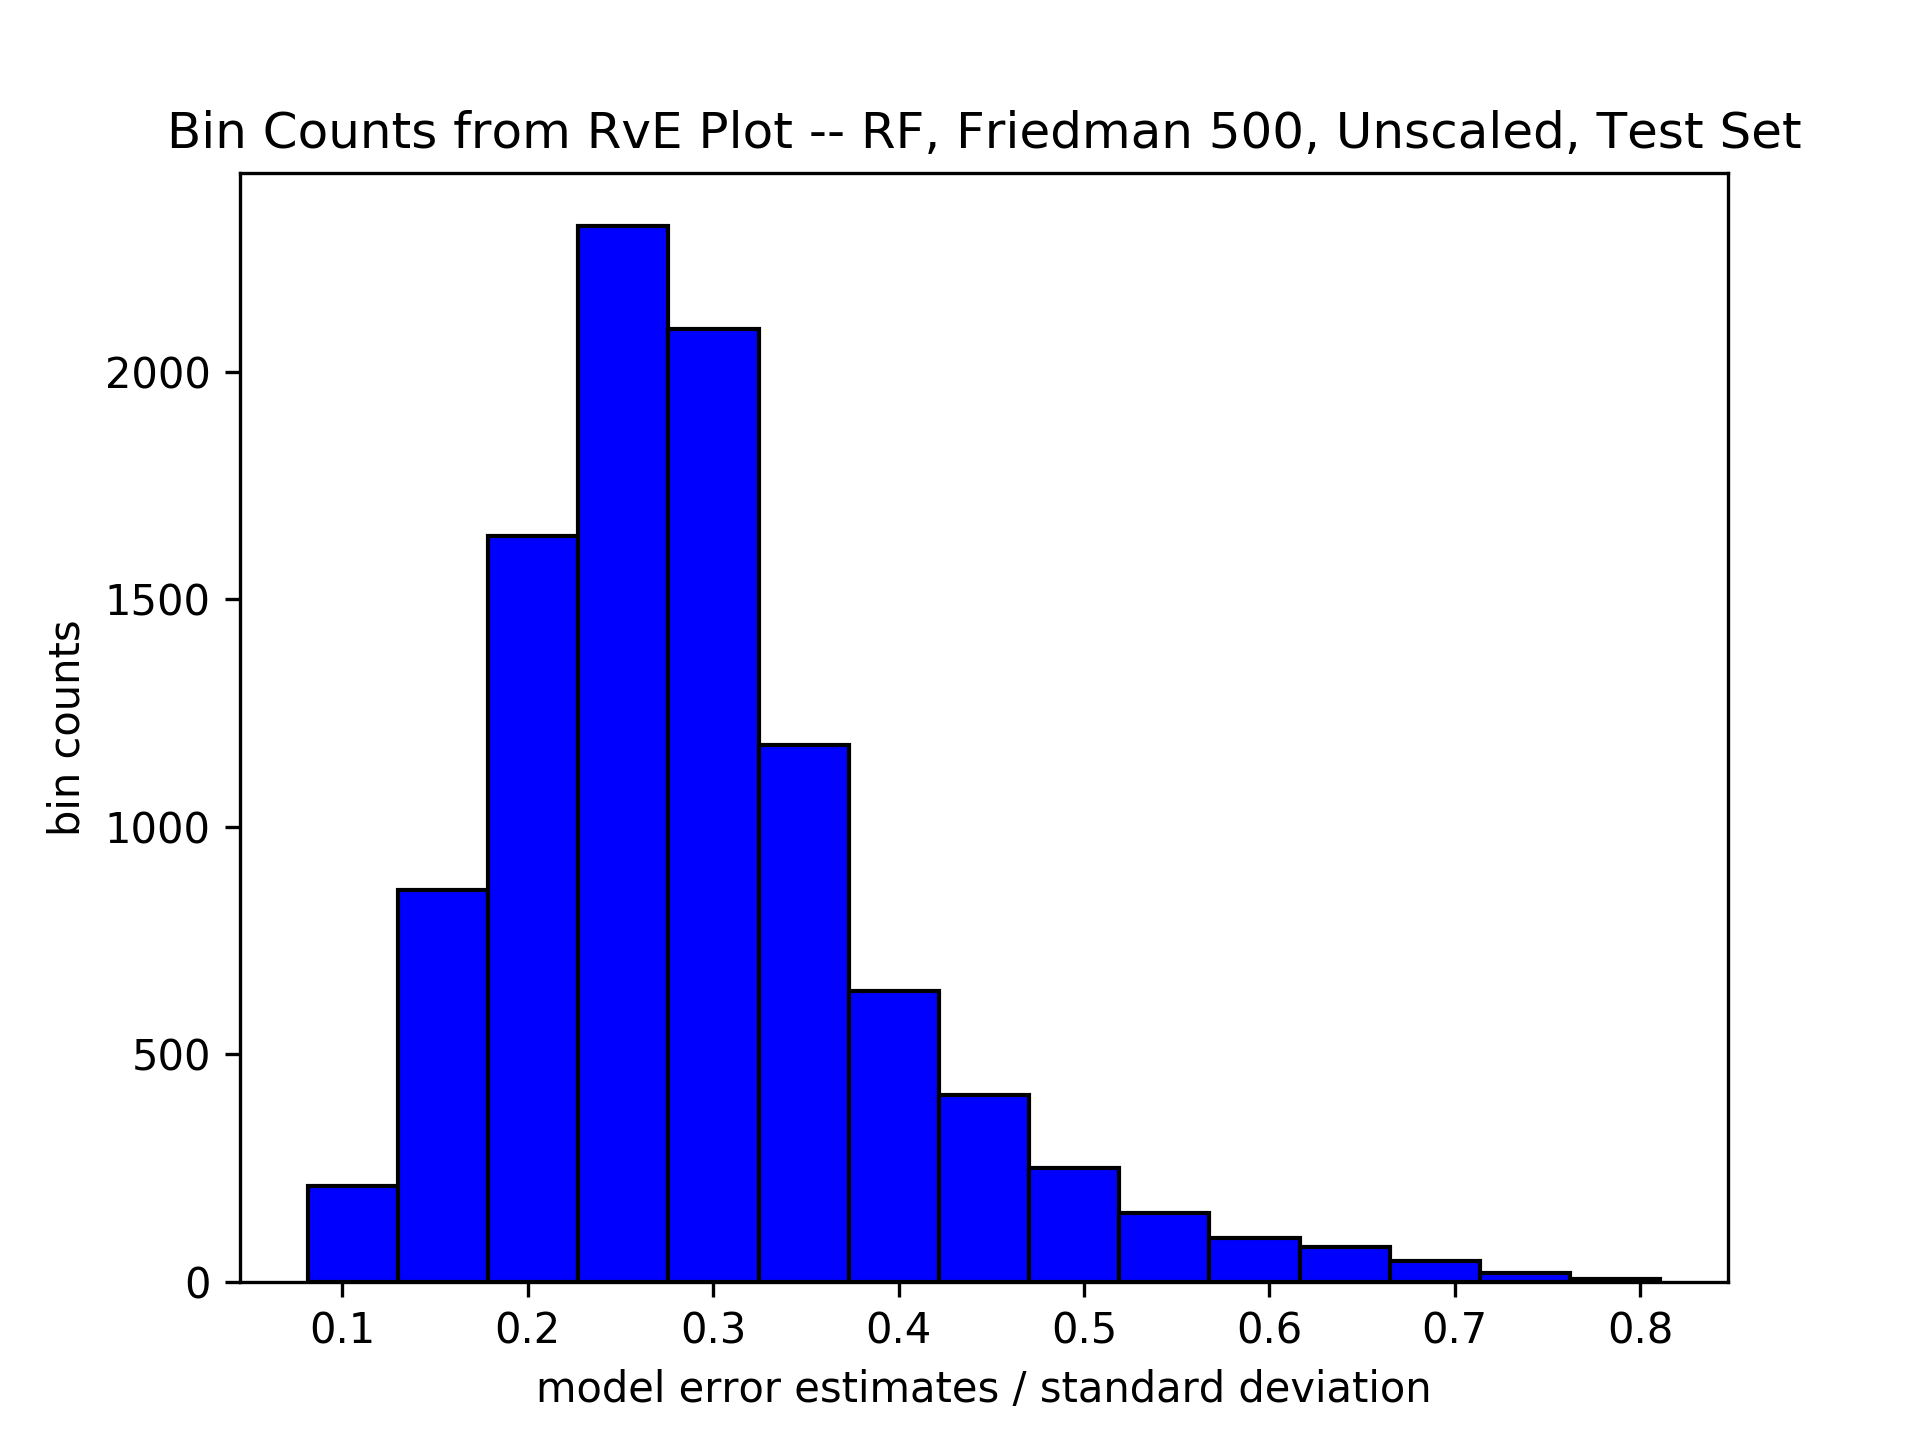 Bin Counts from RvE Plot -- RF, Friedman 500, Unscaled, Test Set
2000
1500
1000
500
0
bin counts
0.1 0.2 0.3 0.4 0.5 0.6 0.7 0.8
model error estimates / standard deviation